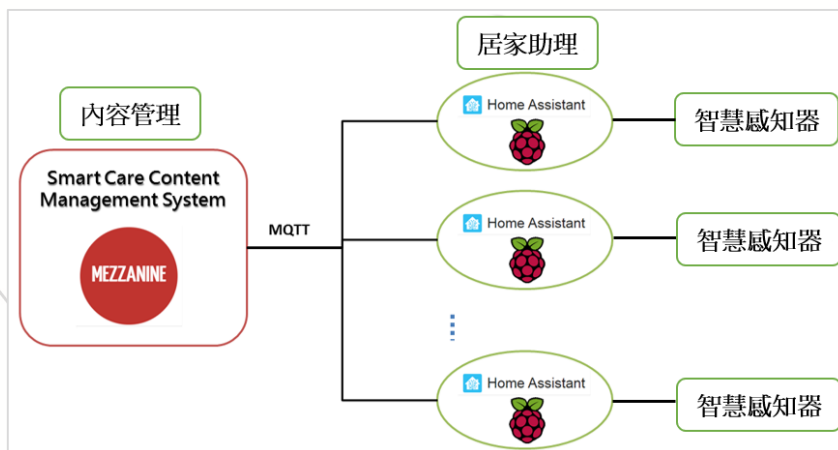 居家助理
內容管理
Smart Care Content
Management System
MEZZANINE
MQTT
Home Assistant
智慧感知器
Home Assistant
智慧感知器
Home Assistant
智慧感知器